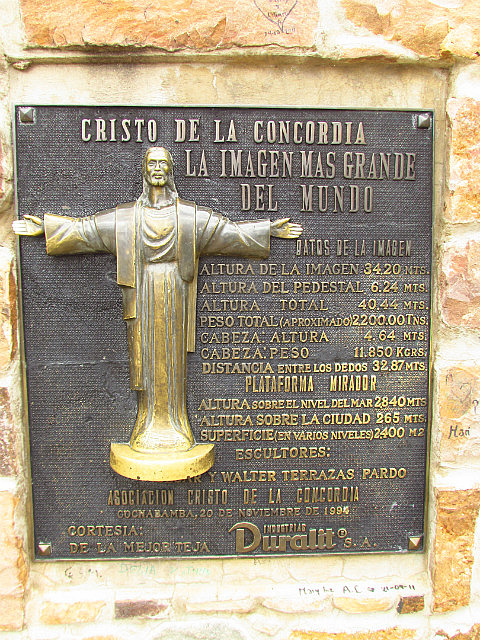 CRISTO DE LA CONCORDIA
LA IMAGEN MAS GRANDE
DEL MUNDO
DATOS DE LA IMAGEN
ALTURA DE LA IMAGEN 34.20 MTS.
ALTURA DEL PEDESTAL 6.24 MTS.
ALTURA TOTAL 40.44 MTS.
PESO TOTAL (APROXIMADO) 2200.00 TNS.
CABEZA: ALTURA 4.64 MTS.
CABEZA: PESO 11.850 KGRS.
DISTANCIA ENTRE LOS DEDOS 32.87 MTS.
PLATAFORMA MIRADOR
ALTURA SOBRE EL NIVEL DEL MAR 2840 MTS.
ALTURA SOBRE LA CIUDAD 265 MTS.
SUPERFICIE (EN VARIOS NIVELES) 2400 M2
ESCULTORES:
Y WALTER TERRAZAS PARDO
ASOCIACION CRISTO DE LA CONCORDIA
COCHABAMBA, 20 DE NOVIEMBRE DE 1994
CORTESIA:
DE LA MEJOR TEJA
INDUSTRIAS
Duralit ® S.A.